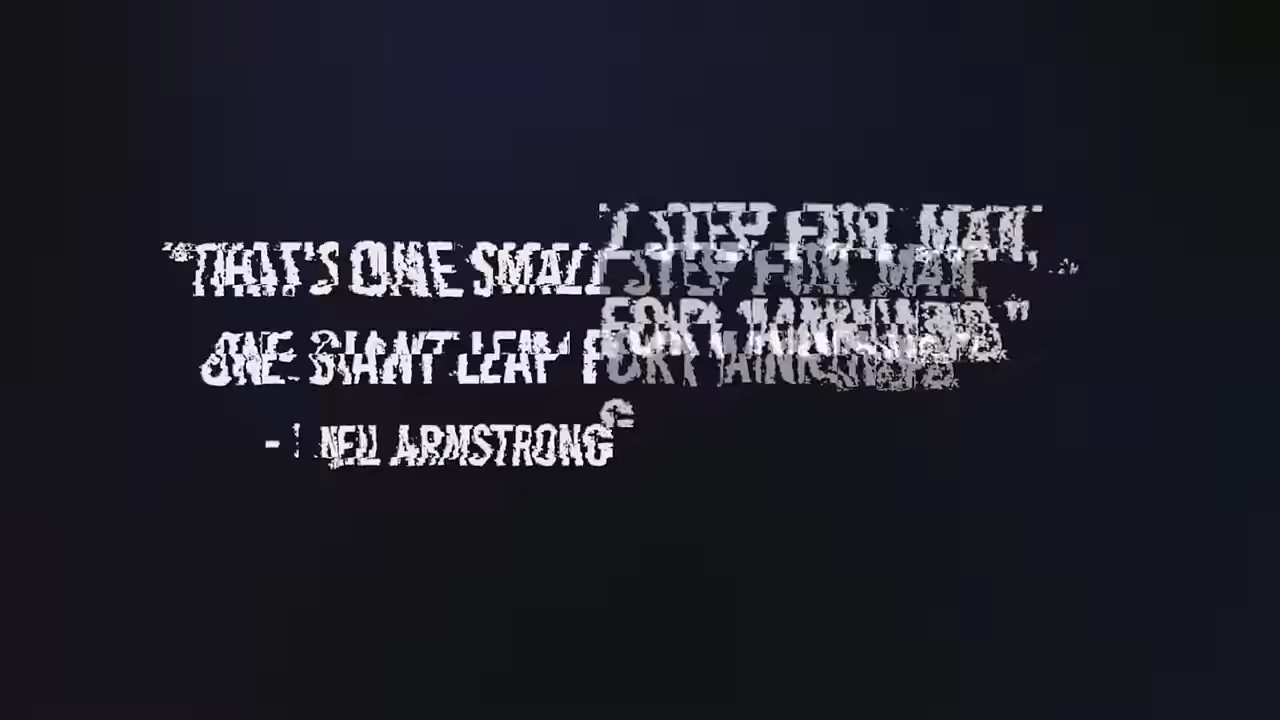 "THAT'S ONE SMALL STEP FOR MAN,
ONE GIANT LEAP FOR MANKIND."
- NEIL ARMSTRONG